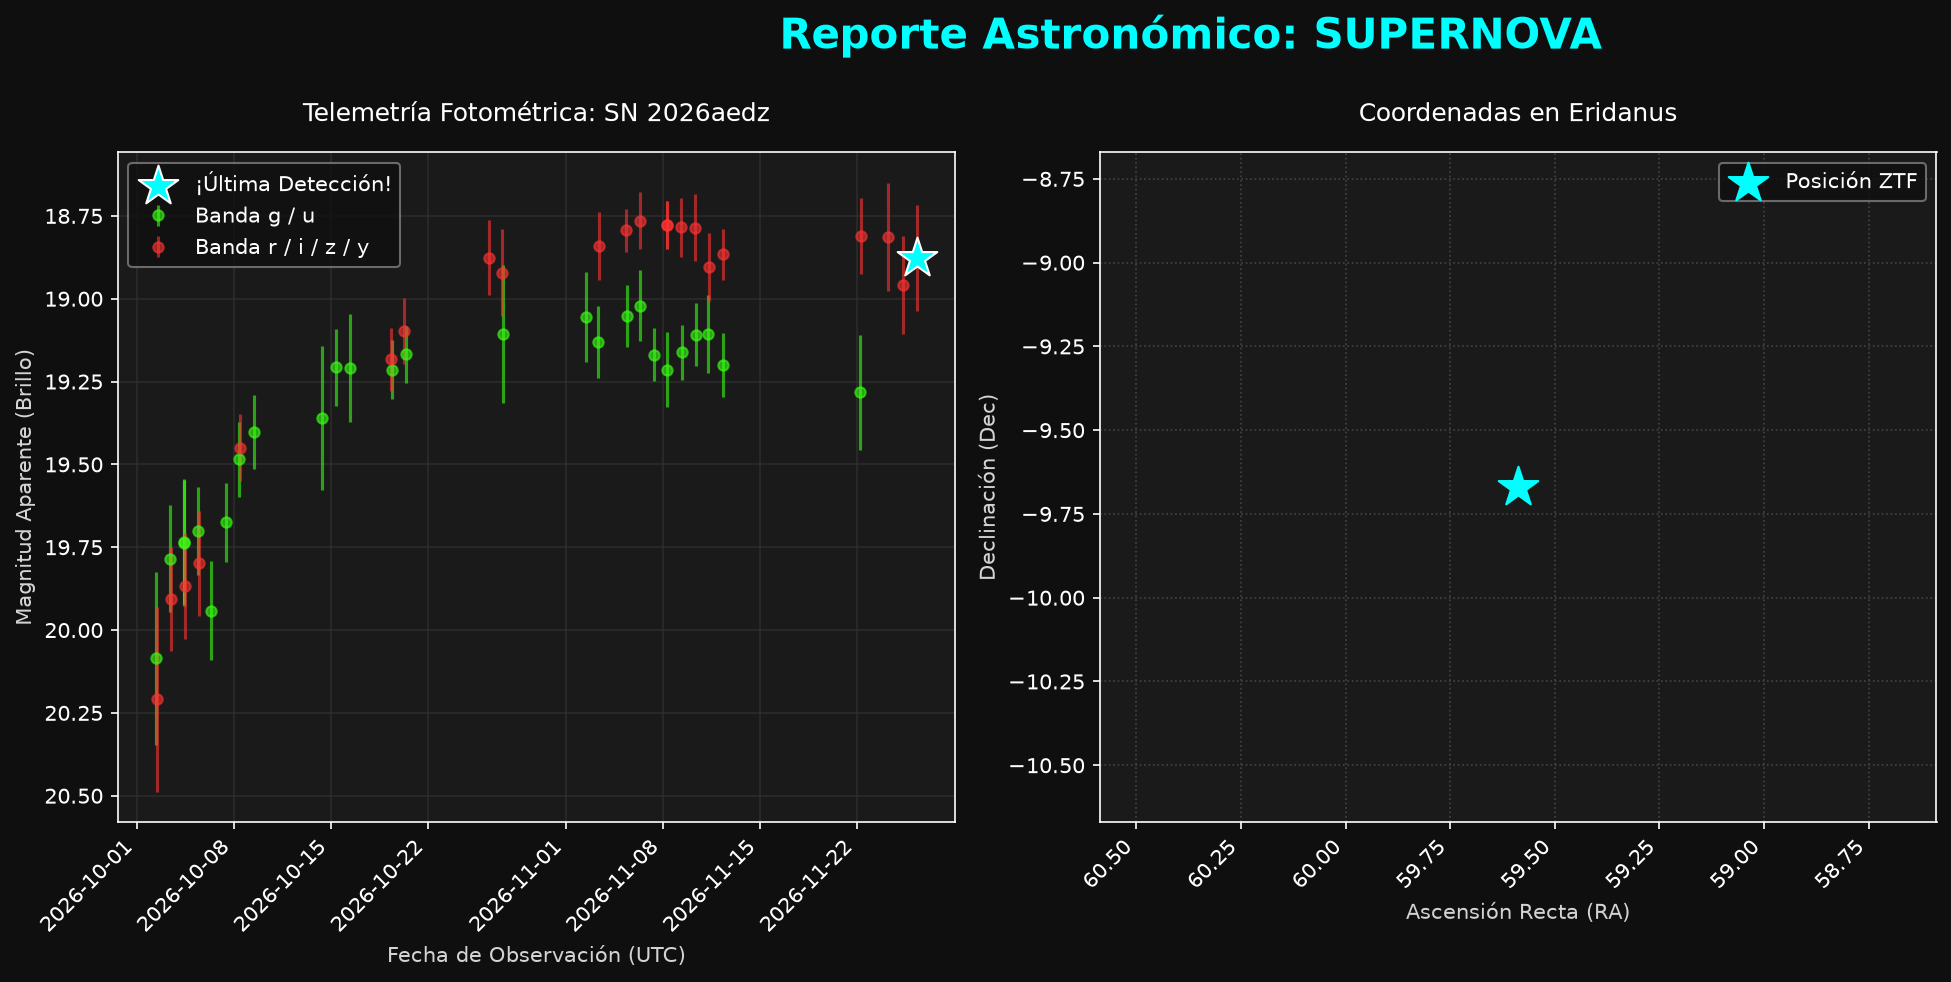 Reporte Astronómico: SUPERNOVA
Telemetría Fotométrica: SN 2026aedz
¡Última Detección!
Banda g / u
Banda r / i / z / y
Magnitud Aparente (Brillo)
18.75
19.00
19.25
19.50
19.75
20.00
20.25
20.50
2026-10-01
2026-10-08
2026-10-15
2026-10-22
2026-11-01
2026-11-08
2026-11-15
2026-11-22
Fecha de Observación (UTC)
Coordenadas en Eridanus
Posición ZTF
Declinación (Dec)
−8.75
−9.00
−9.25
−9.50
−9.75
−10.00
−10.25
−10.50
60.50
60.25
60.00
59.75
59.50
59.25
59.00
58.75
Ascensión Recta (RA)